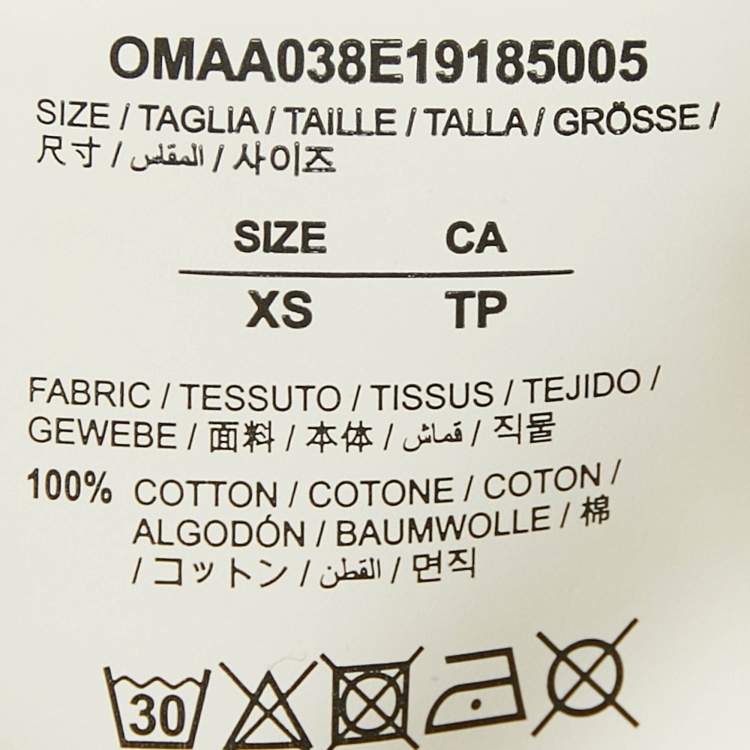 OMAA038E19185005
SIZE / TAGLIA / TAILLE / TALLA / GRÖSSE /
尺寸 / المقاس / 사이즈
SIZE CA
XS TP
FABRIC / TESSUTO / TISSUS / TEJIDO /
GEWEBE / 面料 / 本体 / قماش / 직물
100% COTTON / COTONE / COTON /
ALGODÓN / BAUMWOLLE / 棉
/ コットン / القطن / 면직
30